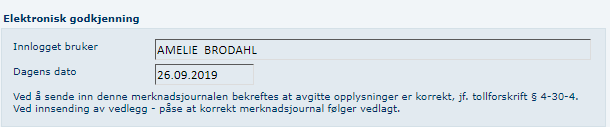 Elektronisk godkjenning
Innlogget bruker AMELIE BRODAHL
Dagens dato 26.09.2019
Ved å sende inn denne merknadsjournalen bekreftes at avgitte opplysninger er korrekt, jf. tollforskrift § 4-30-4.
Ved innsending av vedlegg - påse at korrekt merknadsjournal følger vedlagt.